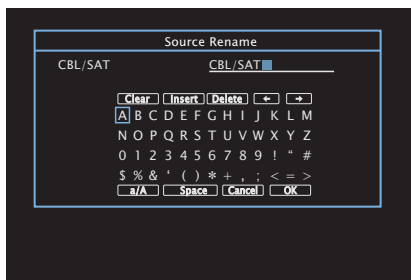 Source Rename
CBL/SAT CBL/SAT
Clear Insert Delete ← →
A B C D E F G H I J K L M
N O P Q R S T U V W X Y Z
0 1 2 3 4 5 6 7 8 9 ! “ #
$ % & ‘ ( ) * + , ; < = >
a/A Space Cancel OK